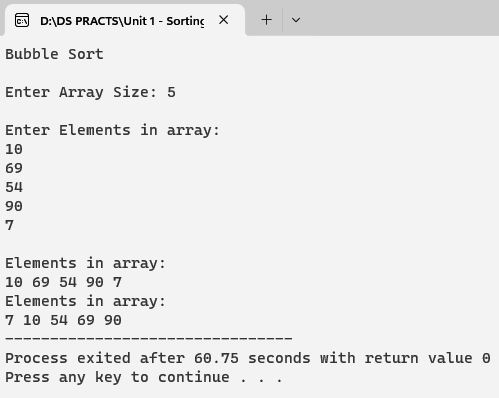 D:\DS PRACTS\Unit 1 - Sorting
Bubble Sort
Enter Array Size: 5
Enter Elements in array:
10
69
54
90
7
Elements in array:
10 69 54 90 7
Elements in array:
7 10 54 69 90
--------------------------------
Process exited after 60.75 seconds with return value 0
Press any key to continue . . .